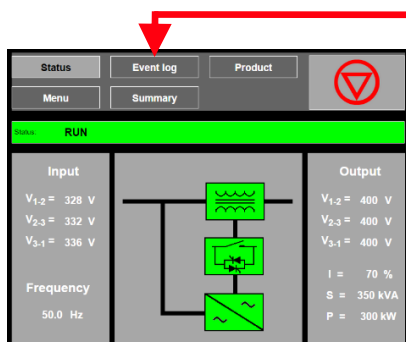 Status Event log Product
Menu Summary
Status: RUN
Input
V1-2 = 328 V
V2-3 = 332 V
V3-1 = 336 V
Frequency
50.0 Hz
Output
V1-2 = 400 V
V2-3 = 400 V
V3-1 = 400 V
I = 70 %
S = 350 kVA
P = 300 kW